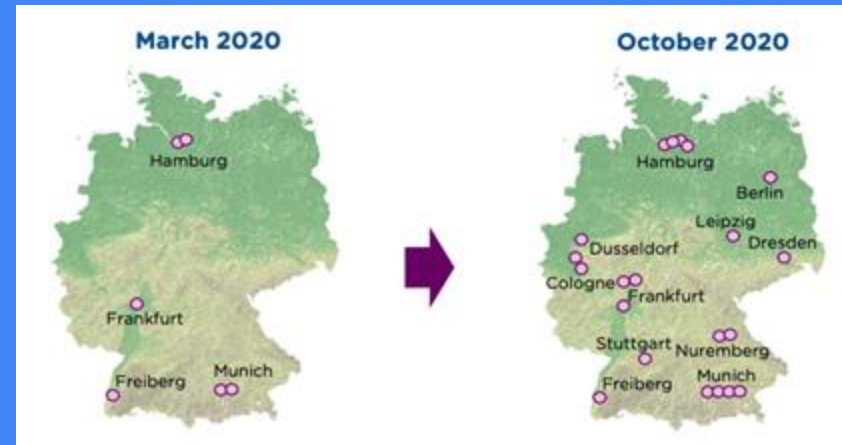 March 2020
Hamburg
Frankfurt
Freiberg
Munich
October 2020
Hamburg
Berlin
Leipzig
Dusseldorf
Dresden
Cologne
Frankfurt
Stuttgart
Nuremberg
Freiberg
Munich